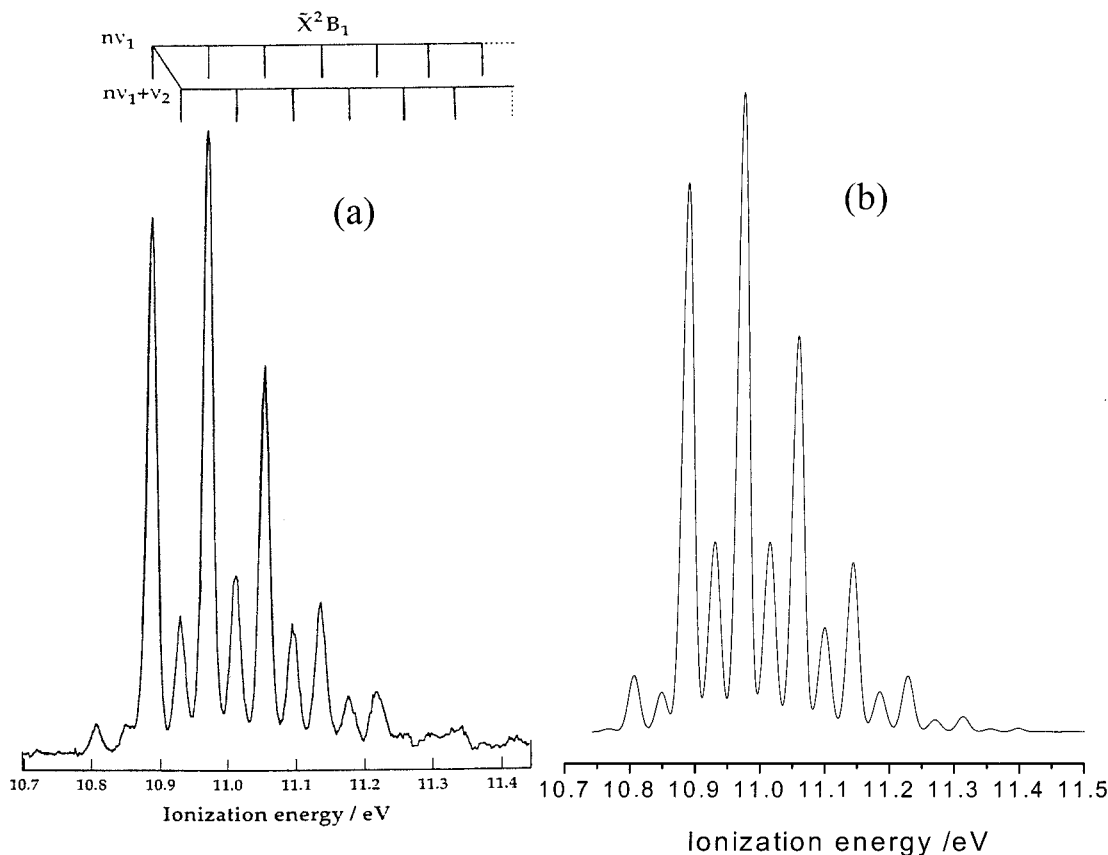 X̃²B₁
nν₁
nν₁+ν₂
(a)
10.7 10.8 10.9 11.0 11.1 11.2 11.3 11.4
Ionization energy / eV
(b)
10.7 10.8 10.9 11.0 11.1 11.2 11.3 11.4 11.5
Ionization energy /eV